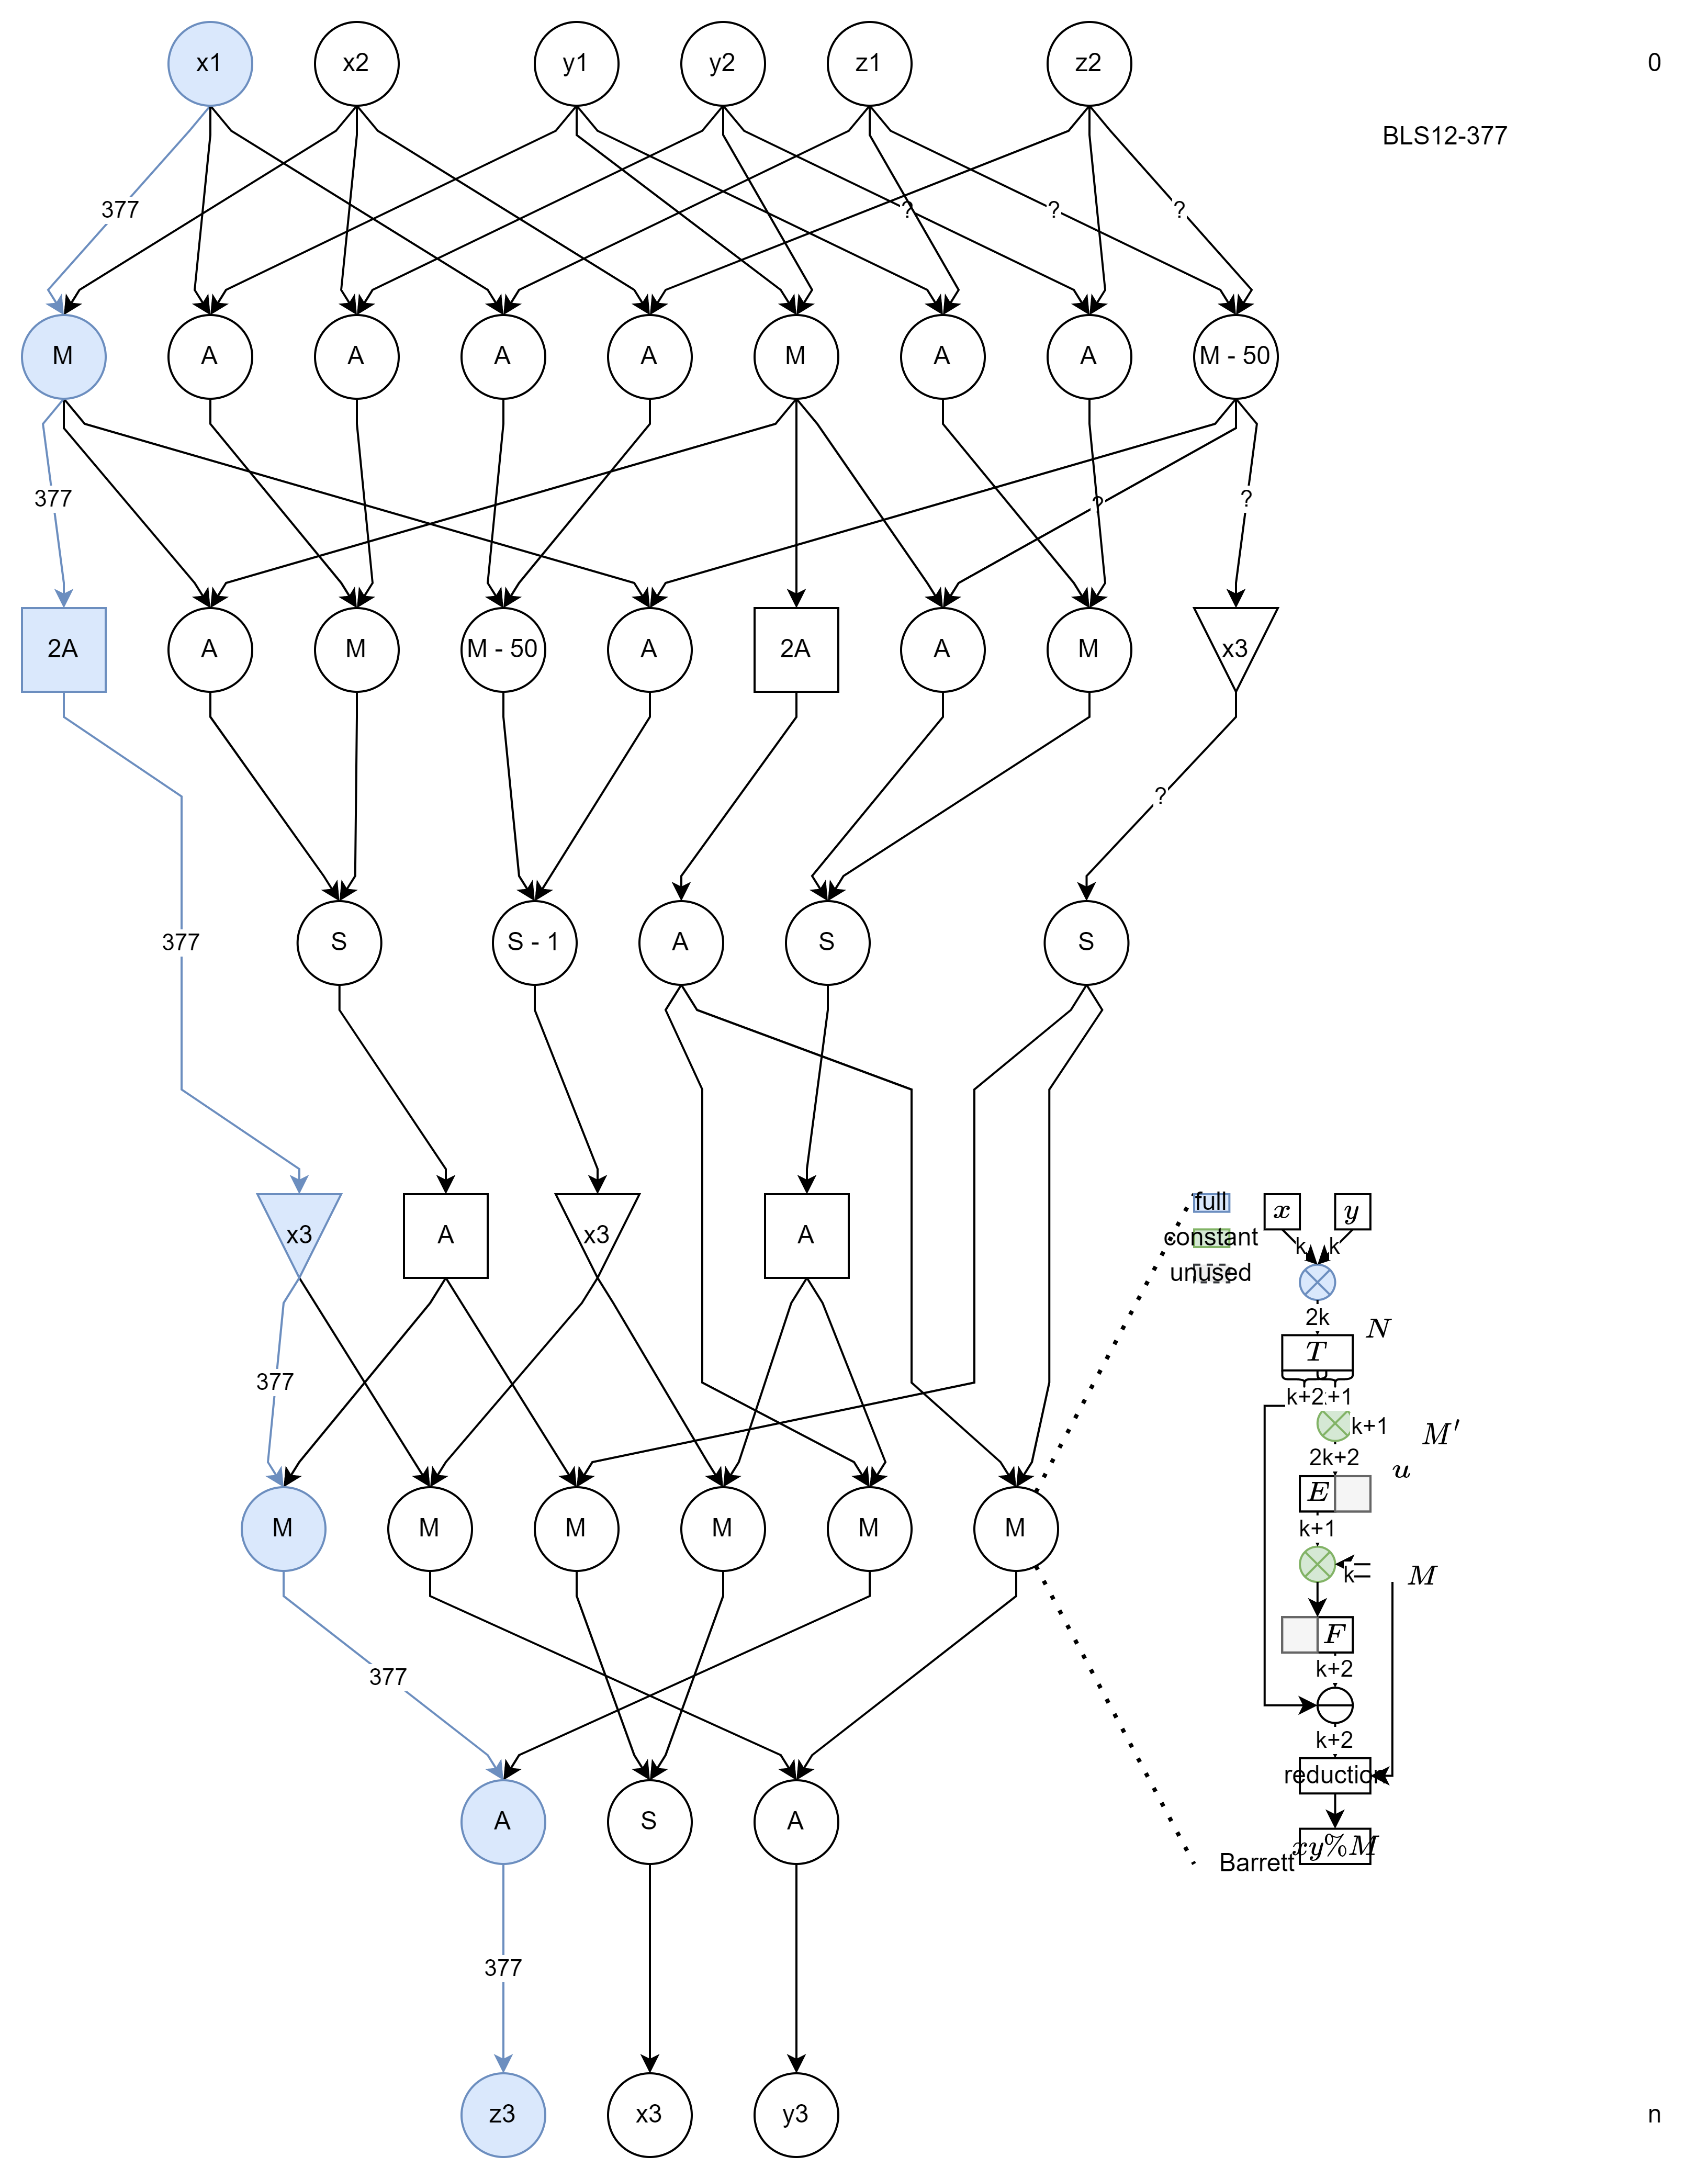 x1 x2 y1 y2 z1 z2 0
BLS12-377
377 ? ? ?
M A A A A M A A M - 50
377 ? ?
2A A M M - 50 A 2A A M x3
?
377 S S - 1 A S S
full x y
x3 A x3 A constant k k
unused
2k N
T
377 k+2
k+1 M′
2k+2 u
E
M M M M M M k+1
k M
F
377 k+2
k+2
reduction
A S A xy%M
Barrett
377
z3 x3 y3 n